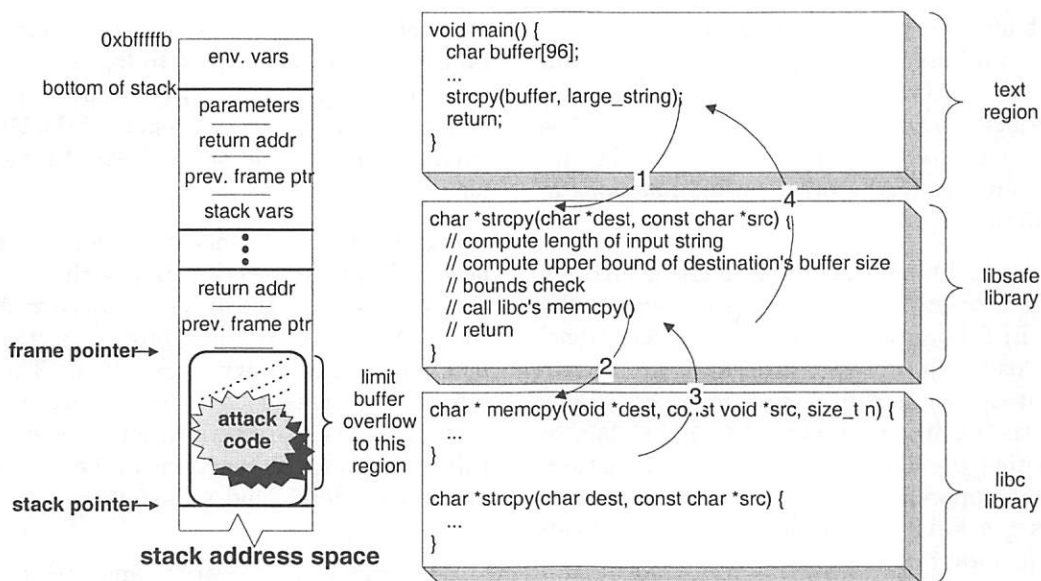 0xbfffffb
env. vars
bottom of stack
parameters
return addr
prev. frame ptr
stack vars
return addr
prev. frame ptr
frame pointer
attack
code
limit
buffer
overflow
to this
region
stack pointer
stack address space
void main() {
char buffer[96];
...
strcpy(buffer, large_string);
return;
}
text
region
1
4
char *strcpy(char *dest, const char *src) {
// compute length of input string
// compute upper bound of destination's buffer size
// bounds check
// call libc's memcpy()
// return
}
libsafe
library
2
3
char * memcpy(void *dest, const void *src, size_t n) {
...
}
char *strcpy(char dest, const char *src) {
...
}
libc
library